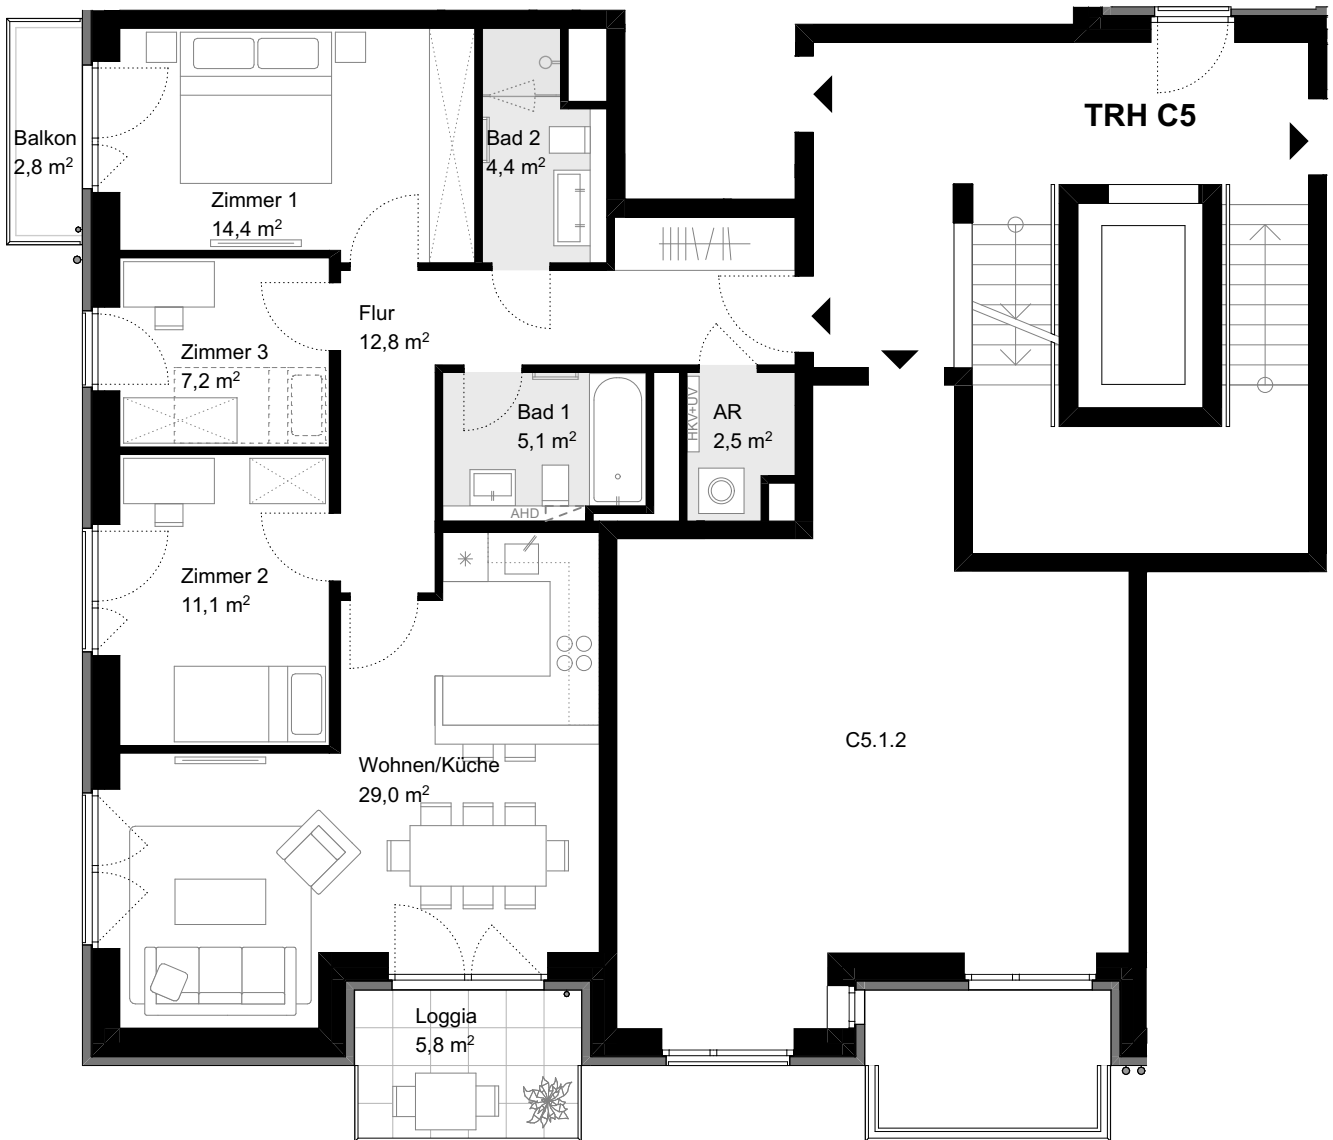 TRH C5
Balkon
2,8 m²
Bad 2
4,4 m²
Zimmer 1
14,4 m²
Flur
12,8 m²
Zimmer 3
7,2 m²
Bad 1
5,1 m²
HKV+UV
AR
2,5 m²
AHD
Zimmer 2
11,1 m²
C5.1.2
Wohnen/Küche
29,0 m²
Loggia
5,8 m²